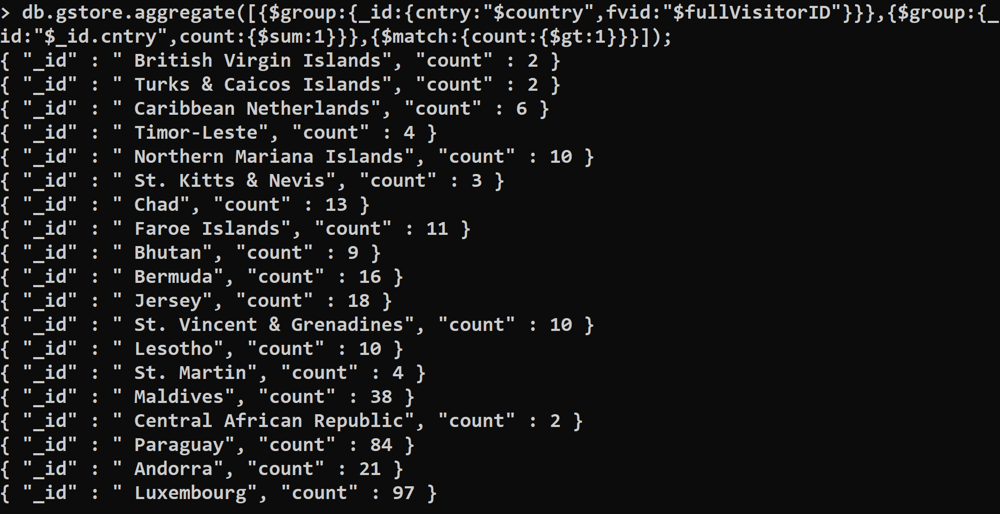 > db.gstore.aggregate([{$group:{_id:{cntry:"$country",fvid:"$fullVisitorID"}}},{$group:{_
id:"$_id.cntry",count:{$sum:1}}},{$match:{count:{$gt:1}}}]);
{ "_id" : " British Virgin Islands", "count" : 2 }
{ "_id" : " Turks & Caicos Islands", "count" : 2 }
{ "_id" : " Caribbean Netherlands", "count" : 6 }
{ "_id" : " Timor-Leste", "count" : 4 }
{ "_id" : " Northern Mariana Islands", "count" : 10 }
{ "_id" : " St. Kitts & Nevis", "count" : 3 }
{ "_id" : " Chad", "count" : 13 }
{ "_id" : " Faroe Islands", "count" : 11 }
{ "_id" : " Bhutan", "count" : 9 }
{ "_id" : " Bermuda", "count" : 16 }
{ "_id" : " Jersey", "count" : 18 }
{ "_id" : " St. Vincent & Grenadines", "count" : 10 }
{ "_id" : " Lesotho", "count" : 10 }
{ "_id" : " St. Martin", "count" : 4 }
{ "_id" : " Maldives", "count" : 38 }
{ "_id" : " Central African Republic", "count" : 2 }
{ "_id" : " Paraguay", "count" : 84 }
{ "_id" : " Andorra", "count" : 21 }
{ "_id" : " Luxembourg", "count" : 97 }